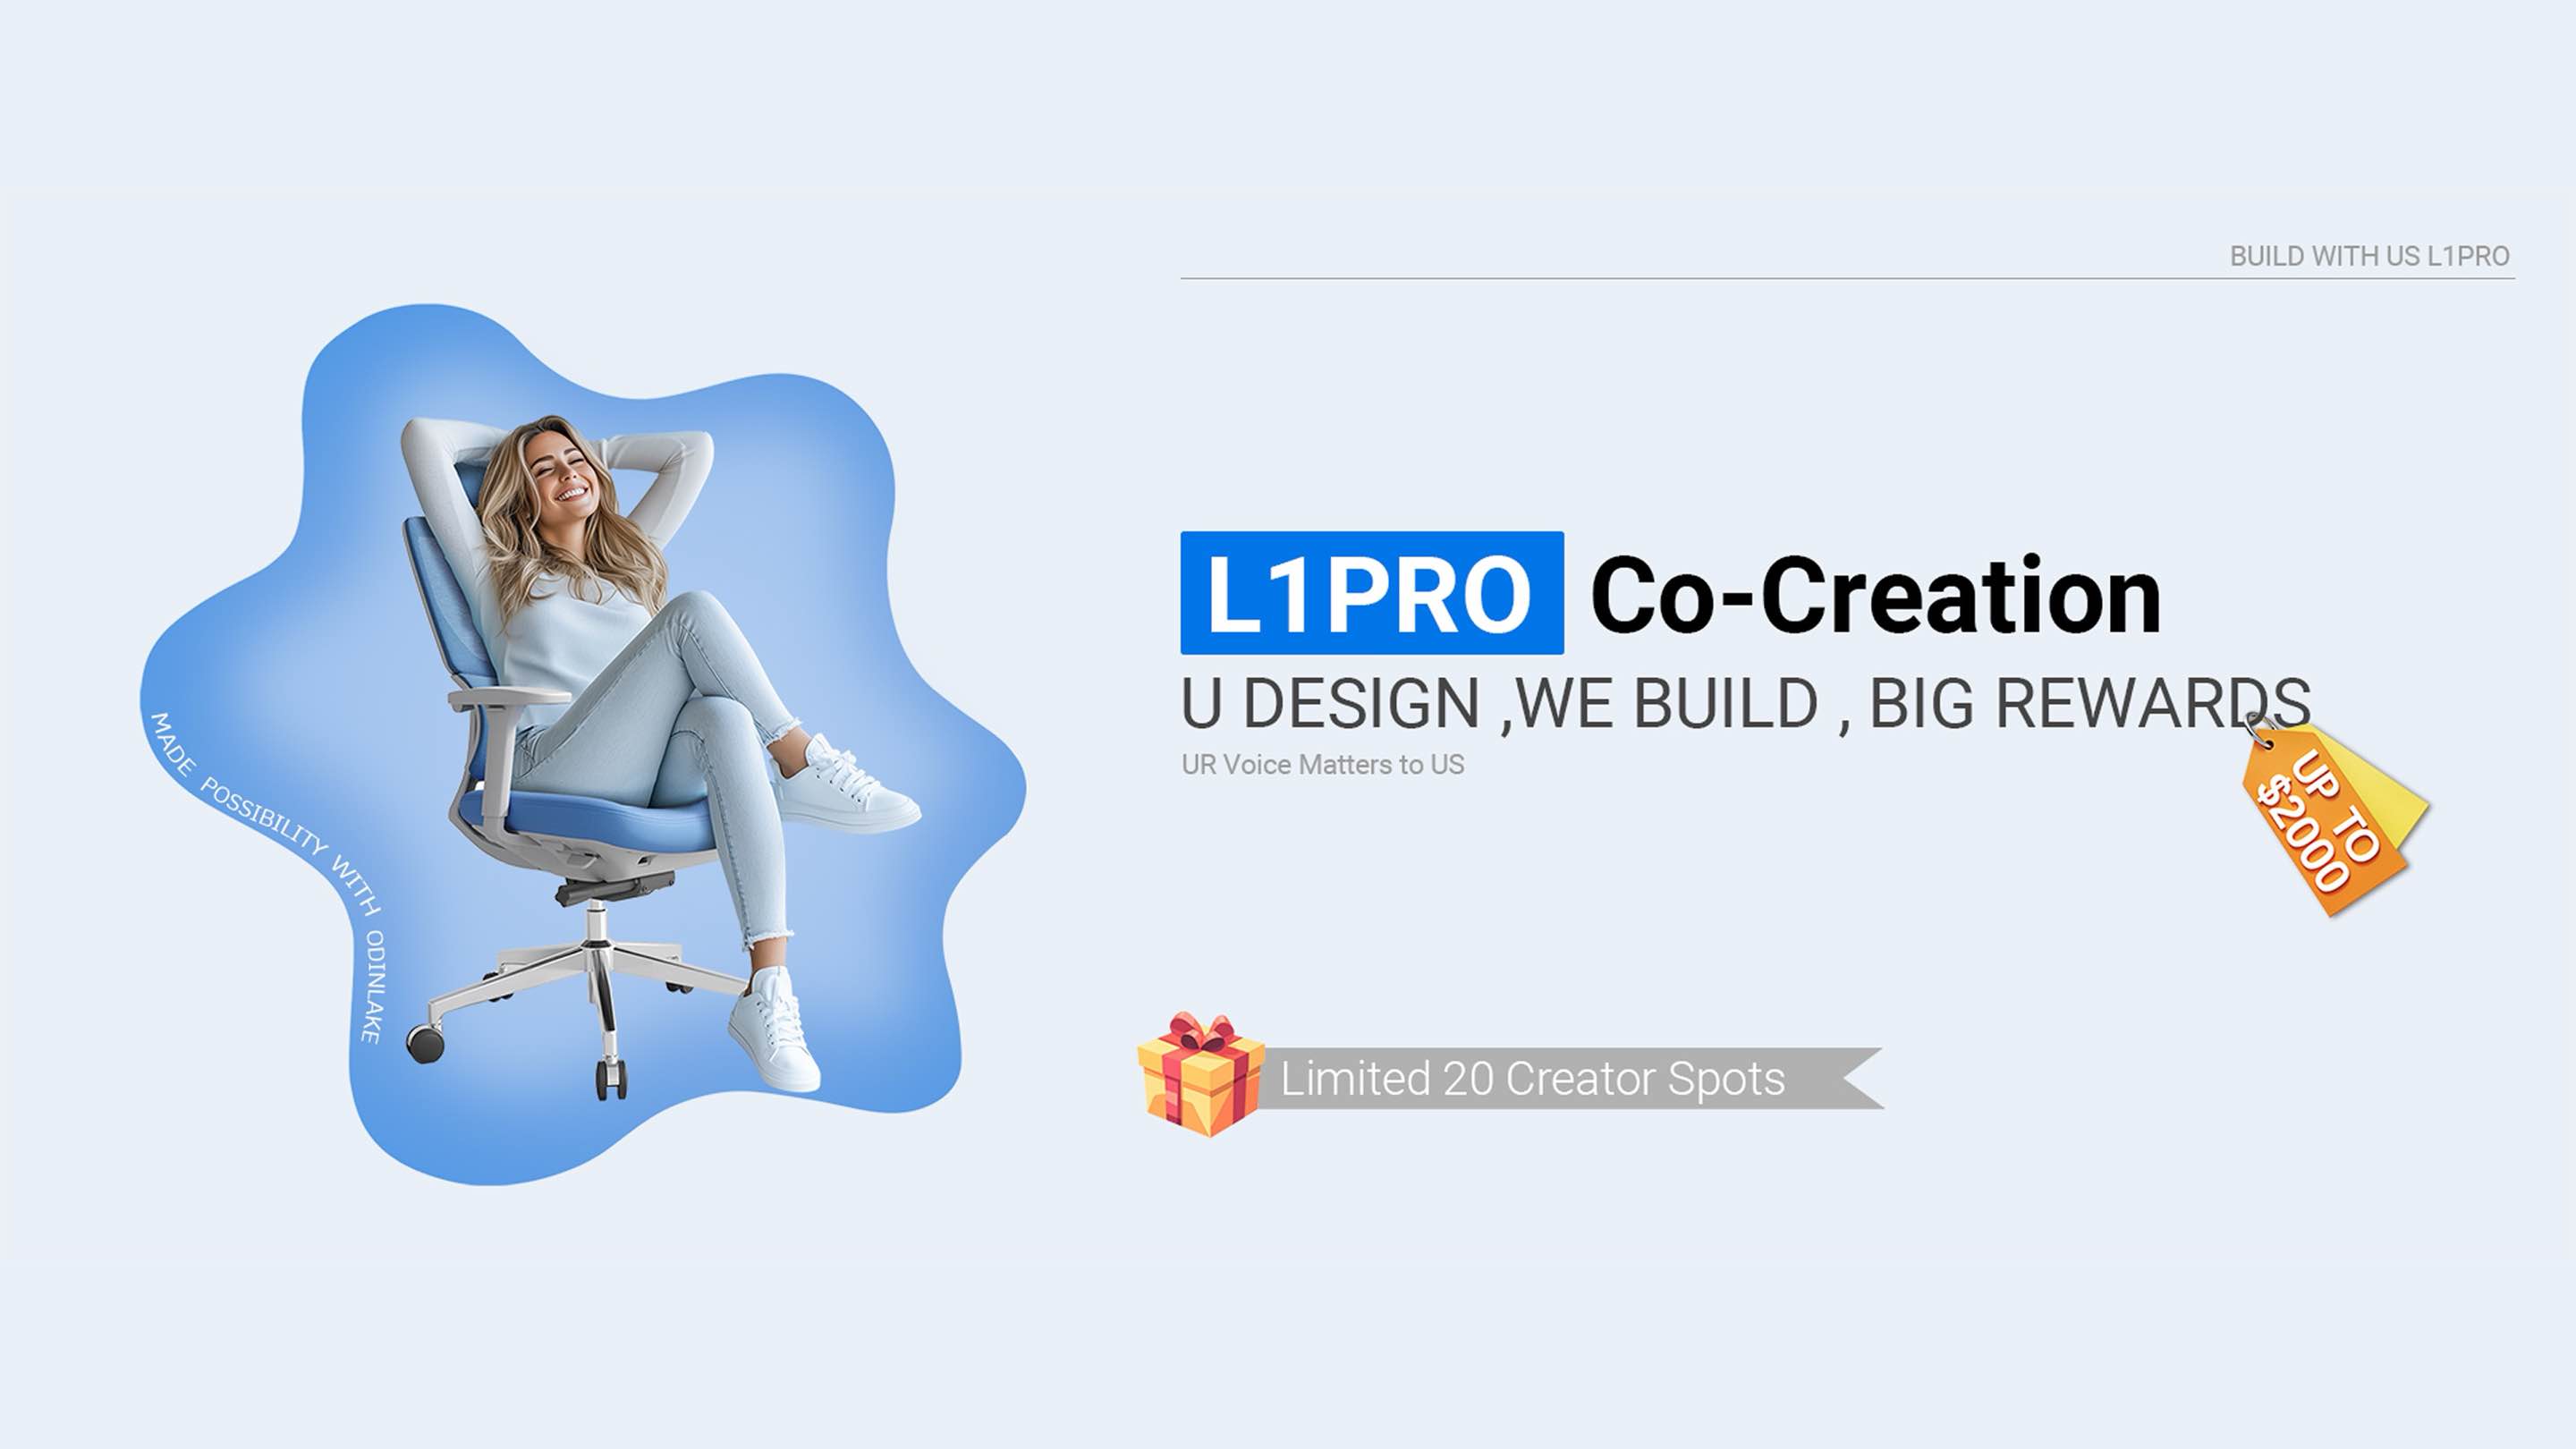 BUILD WITH US L1PRO
L1PRO Co-Creation
U DESIGN ,WE BUILD , BIG REWARDS
UR Voice Matters to US
UP TO
$2000
MADE POSSIBILITY WITH ODINLAKE
Limited 20 Creator Spots